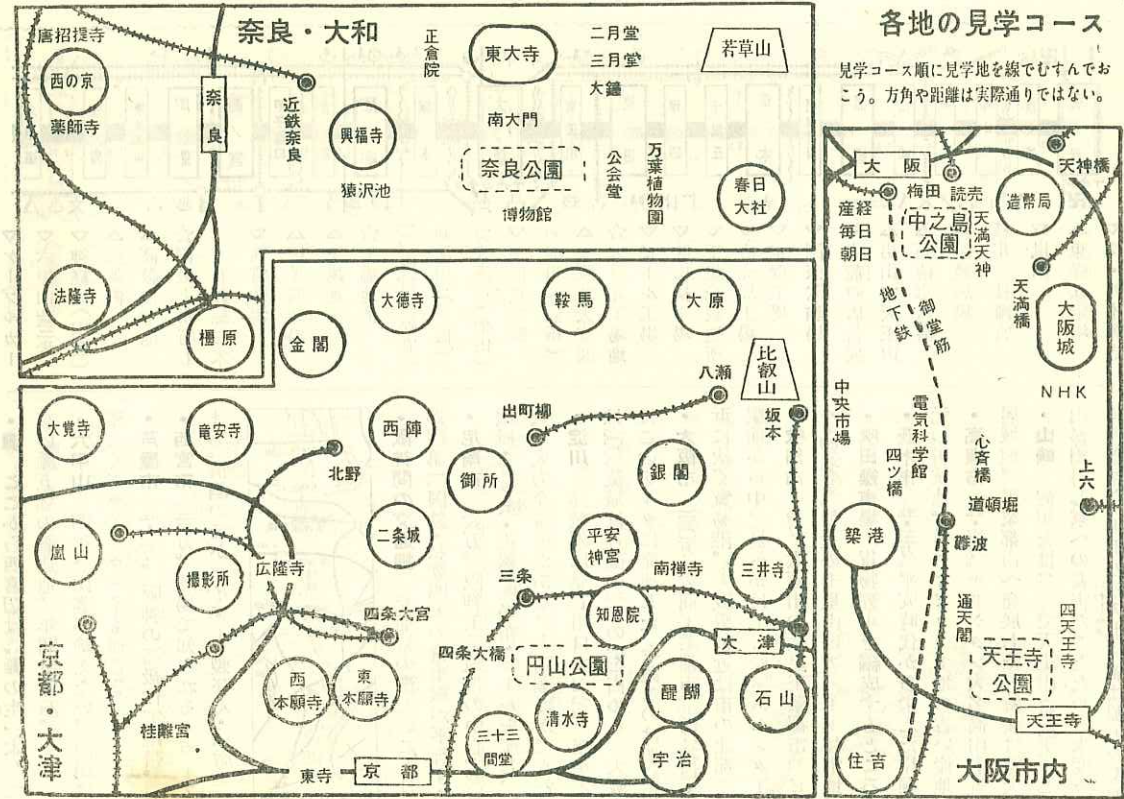 各地の見学コース
見学コース順に見学地を線でむすんでお
こう。方角や距離は実際通りではない。
奈良・大和
唐招提寺
西の京
薬師寺
奈良
近鉄奈良
興福寺
猿沢池
正倉院
東大寺
南大門
二月堂
三月堂
大鐘
若草山
奈良公園
公会堂
万葉植物園
博物館
春日
大社
法隆寺
橿原
京都・大津
金閣
大徳寺
鞍馬
大原
比叡山
八瀬
出町柳
坂本
大覚寺
竜安寺
北野
西陣
御所
銀閣
嵐山
撮影所
広隆寺
二条城
平安
神宮
南禅寺
三井寺
三条
知恩院
四条大宮
四条大橋
円山公園
大津
西
本願寺
東
本願寺
醍醐
石山
桂離宮
清水寺
三十三
間堂
宇治
東寺
京都
大阪市内
大阪
天神橋
梅田
読売
造幣局
産経
毎日
朝日
中之島
公園
天満天神
天満橋
地下鉄
御堂筋
大阪城
NHK
中央市場
電気科学館
四ツ橋
心斉橋
道頓堀
上六
築港
難波
通天閣
四天王寺
天王寺
公園
天王寺
住吉